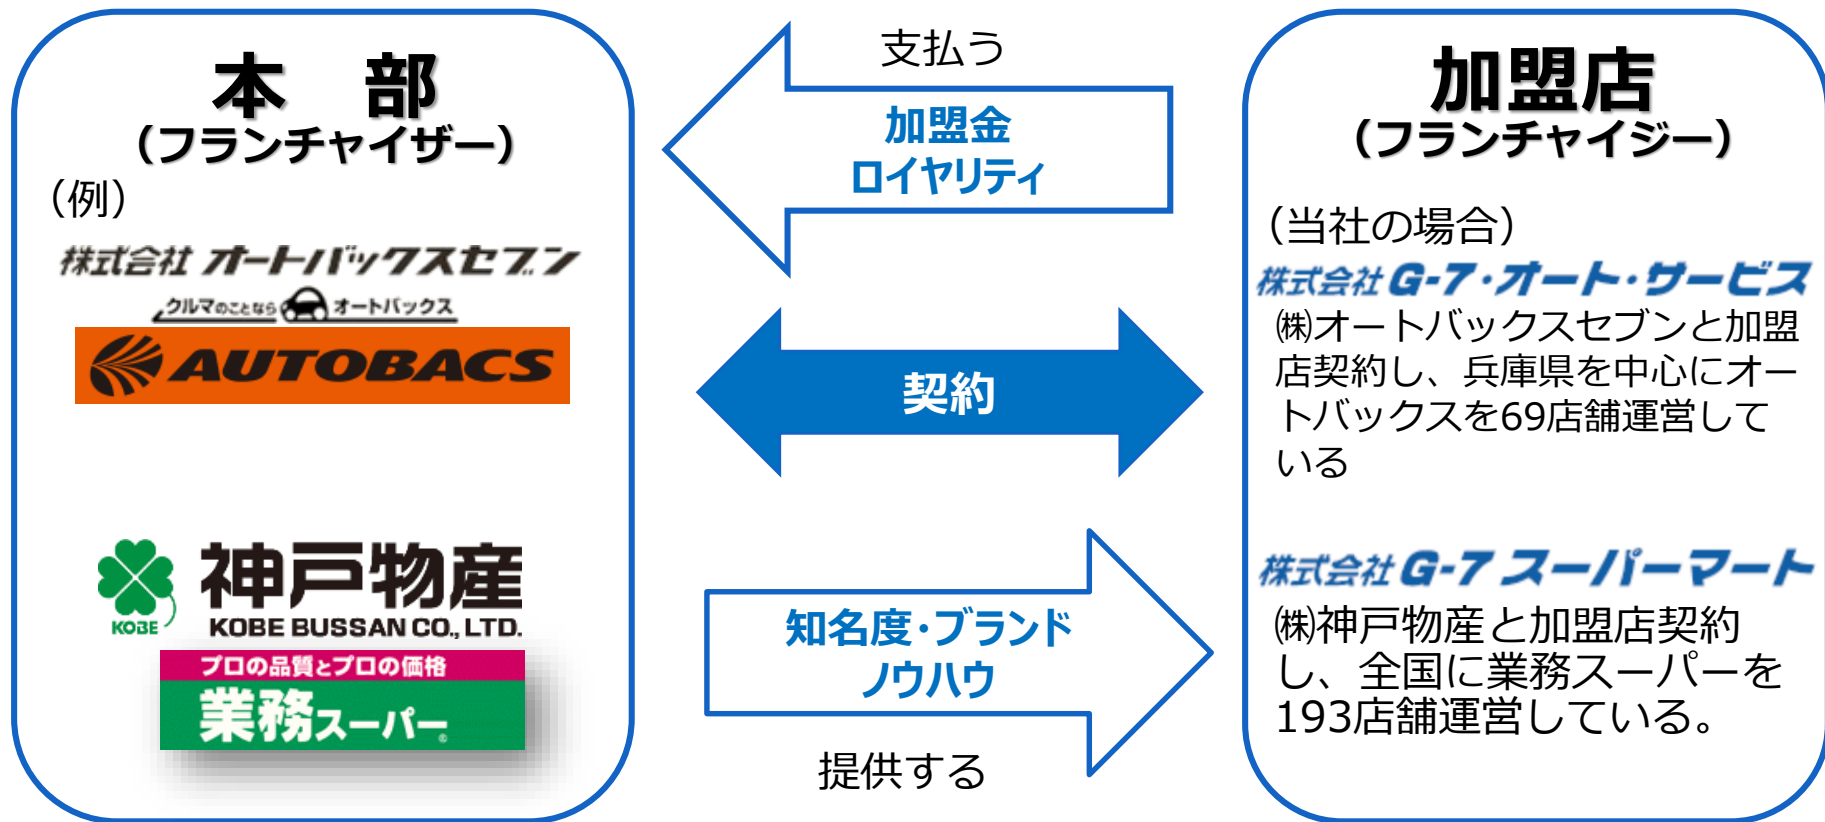 本　部
（フランチャイザー）
（例）
株式会社 オートバックスセブン
クルマのことなら オートバックス
AUTOBACS
神戸物産
KOBE
KOBE BUSSAN CO., LTD.
プロの品質とプロの価格
業務スーパー®
支払う
加盟金
ロイヤリティ
契約
知名度・ブランド
ノウハウ
提供する
加盟店
（フランチャイジー）
（当社の場合）
株式会社 G-7・オート・サービス
㈱オートバックスセブンと加盟
店契約し、兵庫県を中心にオー
トバックスを69店舗運営して
いる
株式会社 G-7 スーパーマート
㈱神戸物産と加盟店契約
し、全国に業務スーパーを
193店舗運営している。